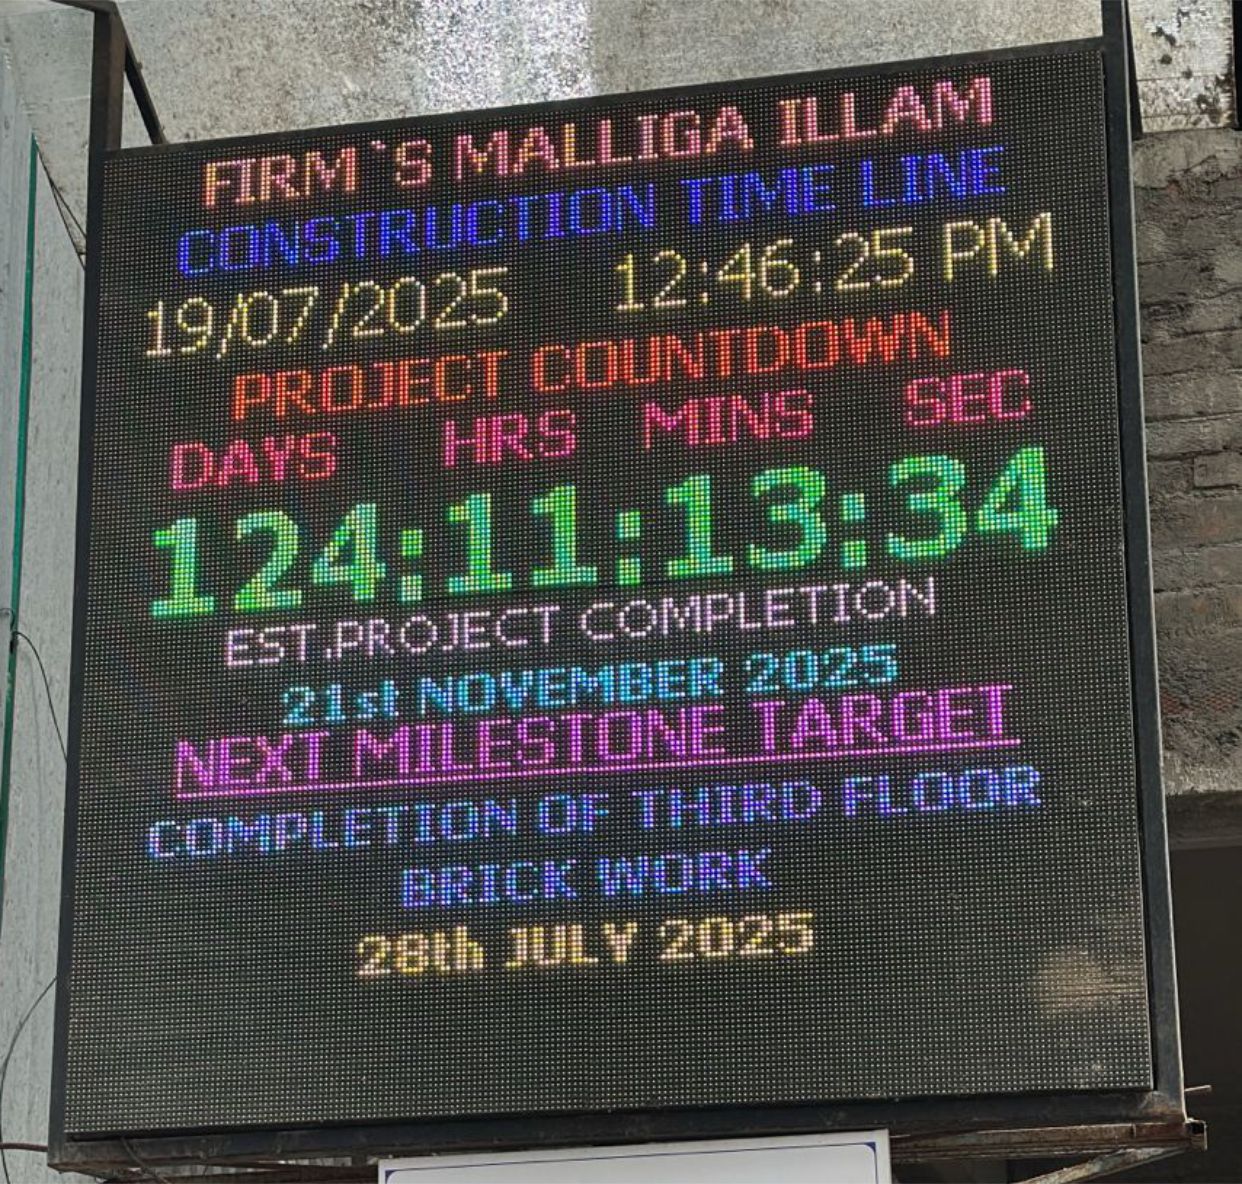 FIRM`S MALLIGA ILLAM
CONSTRUCTION TIME LINE
19/07/2025 12:46:25 PM
PROJECT COUNTDOWN
DAYS HRS MINS SEC
124:11:13:34
EST.PROJECT COMPLETION
21st NOVEMBER 2025
NEXT MILESTONE TARGET
COMPLETION OF THIRD FLOOR
BRICK WORK
28th JULY 2025